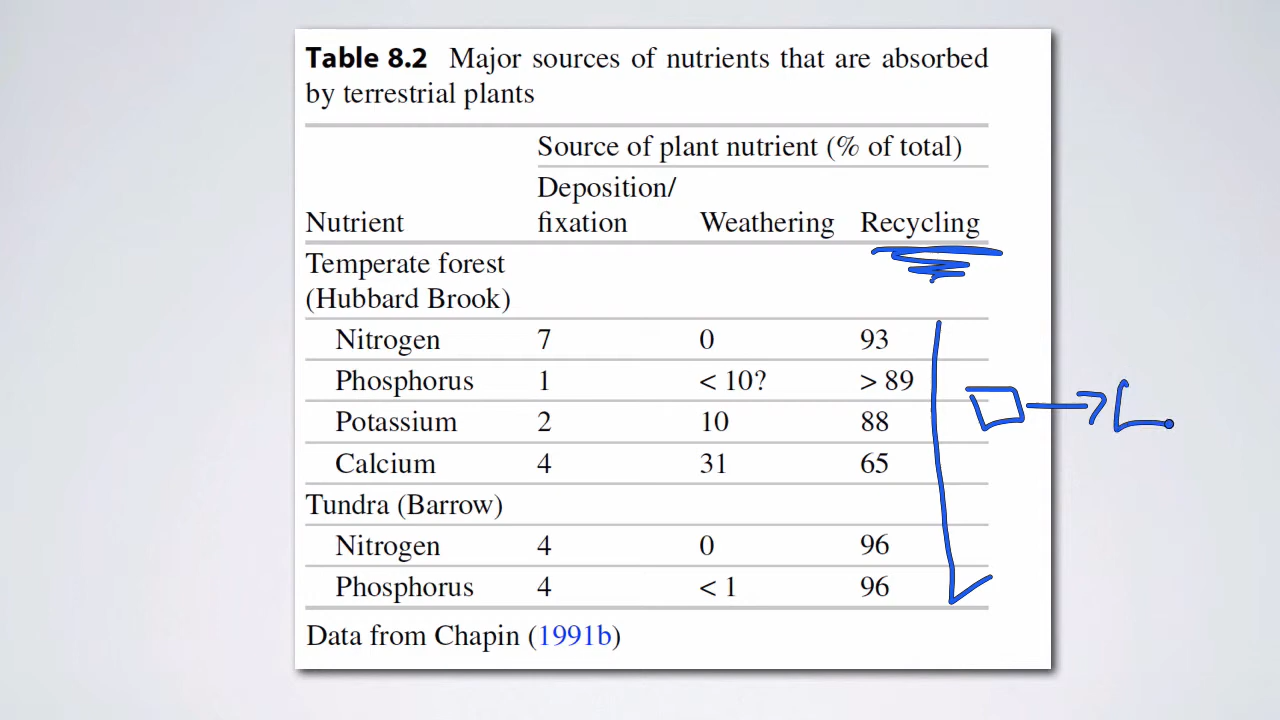 Table 8.2 Major sources of nutrients that are absorbed
by terrestrial plants
Source of plant nutrient (% of total)
Deposition/
Nutrient fixation Weathering Recycling
Temperate forest
(Hubbard Brook)
Nitrogen 7 0 93
Phosphorus 1 < 10? > 89
Potassium 2 10 88
Calcium 4 31 65
Tundra (Barrow)
Nitrogen 4 0 96
Phosphorus 4 < 1 96
Data from Chapin (1991b)